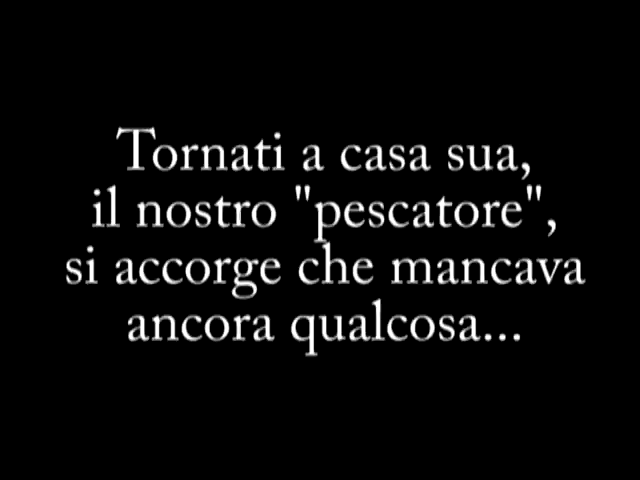 Tornati a casa sua,
il nostro "pescatore",
si accorge che mancava
ancora qualcosa...